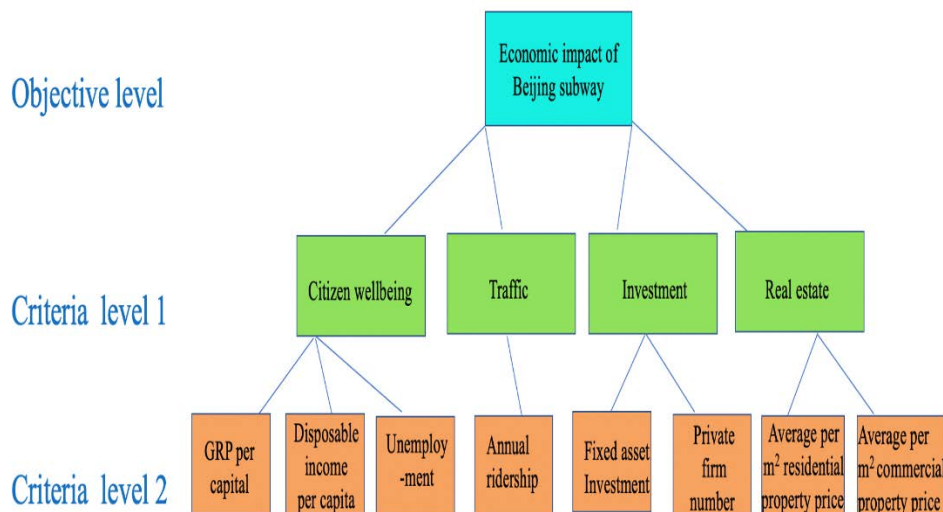 Objective level
Economic impact of
Beijing subway
Criteria level 1
Citizen wellbeing
Traffic
Investment
Real estate
Criteria level 2
GRP per
capital
Disposable
income
per capita
Unemploy
-ment
Annual
ridership
Fixed asset
Investment
Private
firm
number
Average per
m² residential
property price
Average per
m² commercial
property price